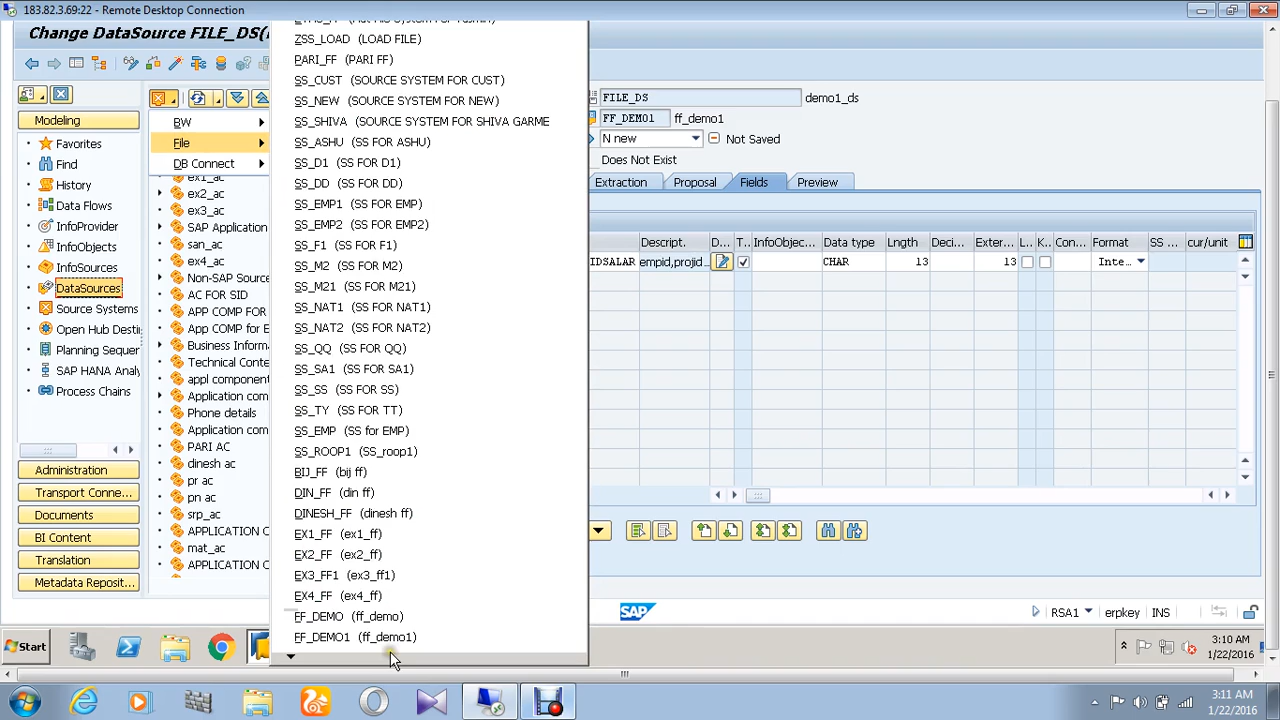 183.82.3.69:22 - Remote Desktop Connection
Change DataSource FILE_DS(
Modeling
Favorites
Find
History
Data Flows
InfoProvider
InfoObjects
InfoSources
DataSources
Source Systems
Open Hub Desti
Planning Sequer
SAP HANA Analy
Process Chains
Administration
Transport Conne...
Documents
BI Content
Translation
Metadata Reposit...
BW
File
DB Connect
ex1_ac
ex2_ac
ex3_ac
SAP Application
san_ac
ex4_ac
Non-SAP Source
AC FOR SID
APP COMP FOR
App COMP for E
Business Informa
Technical Conte
appl component
Application com
Phone details
Application com
PARI AC
dinesh ac
pr ac
pn ac
srp_ac
APPLICATION C
mat_ac
APPLICATION C
ZSS_LOAD (LOAD FILE)
PARI_FF (PARI FF)
SS_CUST (SOURCE SYSTEM FOR CUST)
SS_NEW (SOURCE SYSTEM FOR NEW)
SS_SHIVA (SOURCE SYSTEM FOR SHIVA GARME
SS_ASHU (SS FOR ASHU)
SS_D1 (SS FOR D1)
SS_DD (SS FOR DD)
SS_EMP1 (SS FOR EMP)
SS_EMP2 (SS FOR EMP2)
SS_F1 (SS FOR F1)
SS_M2 (SS FOR M2)
SS_M21 (SS FOR M21)
SS_NAT1 (SS FOR NAT1)
SS_NAT2 (SS FOR NAT2)
SS_QQ (SS FOR QQ)
SS_SA1 (SS FOR SA1)
SS_SS (SS FOR SS)
SS_TY (SS FOR TT)
SS_EMP (SS for EMP)
SS_ROOP1 (SS_roop1)
BIJ_FF (bij ff)
DIN_FF (din ff)
DINESH_FF (dinesh ff)
EX1_FF (ex1_ff)
EX2_FF (ex2_ff)
EX3_FF1 (ex3_ff1)
EX4_FF (ex4_ff)
FF_DEMO (ff_demo)
FF_DEMO1 (ff_demo1)
FILE_DS demo1_ds
FF_DEMO1 ff_demo1
N new Not Saved
Does Not Exist
Extraction Proposal Fields Preview
Descript. D... T... InfoObjec... Data type Lngth Deci... Exter... L... K... Con... Format SS ... cur/unit
IDSALAR empid,projid CHAR 13 13 Inte...
SAP
RSA1 erpkey INS
Start
3:10 AM
1/22/2016
3:11 AM
1/22/2016